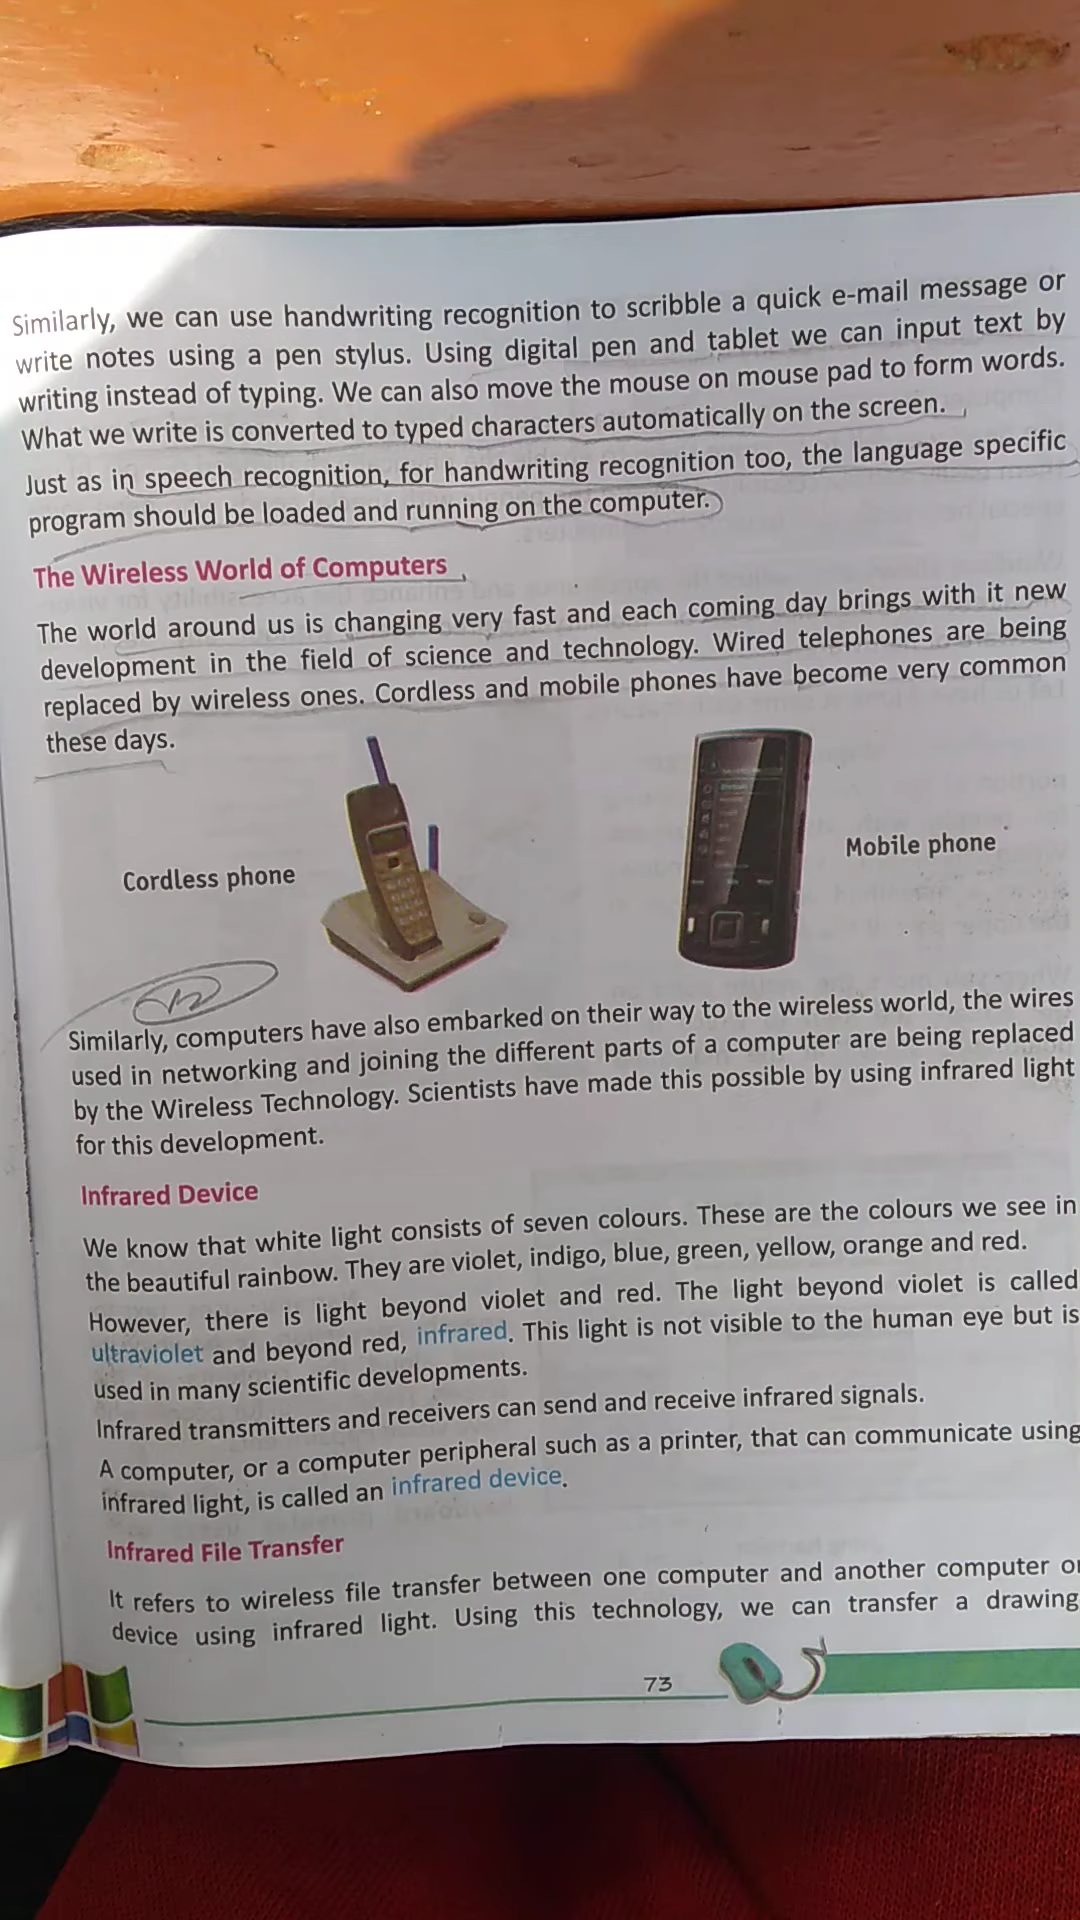 Similarly, we can use handwriting recognition to scribble a quick e-mail message or
write notes using a pen stylus. Using digital pen and tablet we can input text by
writing instead of typing. We can also move the mouse on mouse pad to form words.
What we write is converted to typed characters automatically on the screen.
Just as in speech recognition, for handwriting recognition too, the language specific
program should be loaded and running on the computer.
The Wireless World of Computers
The world around us is changing very fast and each coming day brings with it new
development in the field of science and technology. Wired telephones are being
replaced by wireless ones. Cordless and mobile phones have become very common
these days.
Cordless phone
Mobile phone
Similarly, computers have also embarked on their way to the wireless world, the wires
used in networking and joining the different parts of a computer are being replaced
by the Wireless Technology. Scientists have made this possible by using infrared light
for this development.
Infrared Device
We know that white light consists of seven colours. These are the colours we see in
the beautiful rainbow. They are violet, indigo, blue, green, yellow, orange and red.
However, there is light beyond violet and red. The light beyond violet is called
ultraviolet and beyond red, infrared. This light is not visible to the human eye but is
used in many scientific developments.
Infrared transmitters and receivers can send and receive infrared signals.
A computer, or a computer peripheral such as a printer, that can communicate using
infrared light, is called an infrared device.
Infrared File Transfer
It refers to wireless file transfer between one computer and another computer or
device using infrared light. Using this technology, we can transfer a drawing
73